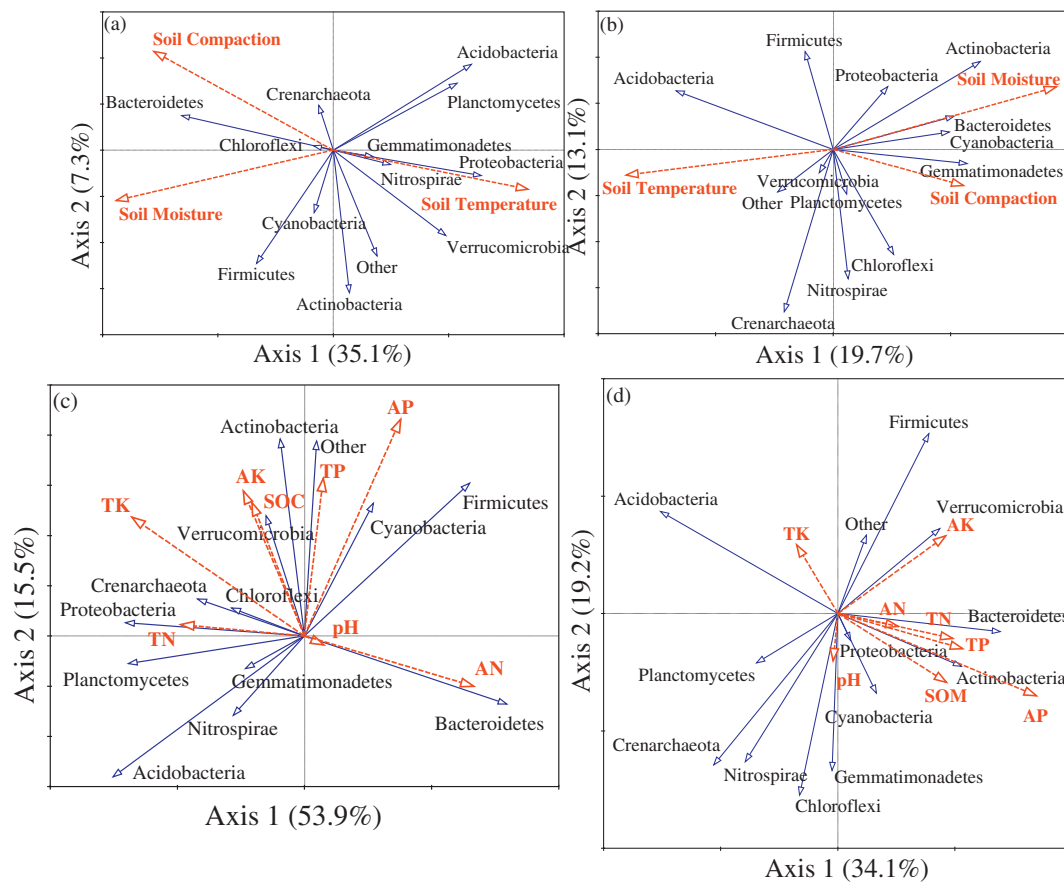 (a)
Soil Compaction
Acidobacteria
Crenarchaeota
Bacteroidetes
Planctomycetes
Chloroflexi
Gemmatimonadetes
Proteobacteria
Nitrospirae
Soil Moisture
Soil Temperature
Cyanobacteria
Verrucomicrobia
Firmicutes
Other
Actinobacteria
Axis 2 (7.3%)
Axis 1 (35.1%)
(b)
Firmicutes
Actinobacteria
Acidobacteria
Proteobacteria
Soil Moisture
Bacteroidetes
Cyanobacteria
Gemmatimonadetes
Verrucomicrobia
Soil Temperature
Other
Planctomycetes
Soil Compaction
Chloroflexi
Nitrospirae
Crenarchaeota
Axis 2 (13.1%)
Axis 1 (19.7%)
(c)
AP
Actinobacteria
Other
AK
TP
SOC
Firmicutes
TK
Cyanobacteria
Verrucomicrobia
Crenarchaeota
Chloroflexi
Proteobacteria
TN
pH
AN
Planctomycetes
Gemmatimonadetes
Bacteroidetes
Nitrospirae
Acidobacteria
Axis 2 (15.5%)
Axis 1 (53.9%)
(d)
Firmicutes
Acidobacteria
Verrucomicrobia
Other
TK
AK
AN
TN
Bacteroidetes
TP
Proteobacteria
Planctomycetes
pH
Actinobacteria
SOM
AP
Cyanobacteria
Crenarchaeota
Nitrospirae
Gemmatimonadetes
Chloroflexi
Axis 2 (19.2%)
Axis 1 (34.1%)